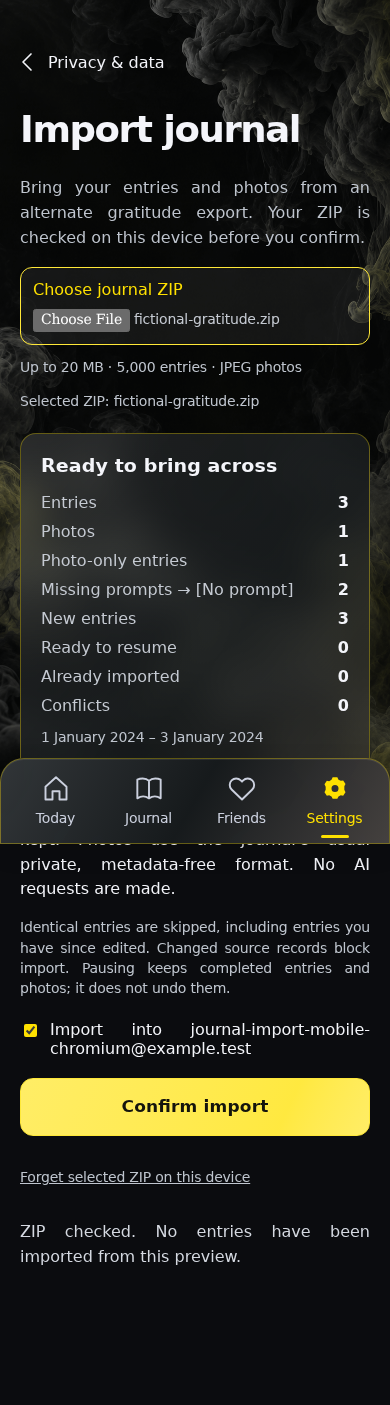 Privacy & data
Import journal
Bring your entries and photos from an
alternate gratitude export. Your ZIP is
checked on this device before you confirm.
Choose journal ZIP
Choose File fictional-gratitude.zip
Up to 20 MB · 5,000 entries · JPEG photos
Selected ZIP: fictional-gratitude.zip
Ready to bring across
Entries 3
Photos 1
Photo-only entries 1
Missing prompts → [No prompt] 2
New entries 3
Ready to resume 0
Already imported 0
Conflicts 0
1 January 2024 – 3 January 2024
Today Journal Friends Settings
private, metadata-free format. No AI
requests are made.
Identical entries are skipped, including entries you
have since edited. Changed source records block
import. Pausing keeps completed entries and
photos; it does not undo them.
Import into journal-import-mobile-
chromium@example.test
Confirm import
Forget selected ZIP on this device
ZIP checked. No entries have been
imported from this preview.